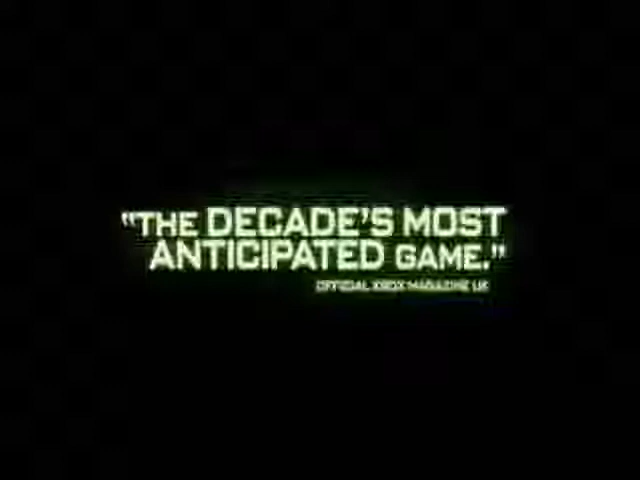 "THE DECADE'S MOST
ANTICIPATED GAME."
OFFICIAL XBOX MAGAZINE UK